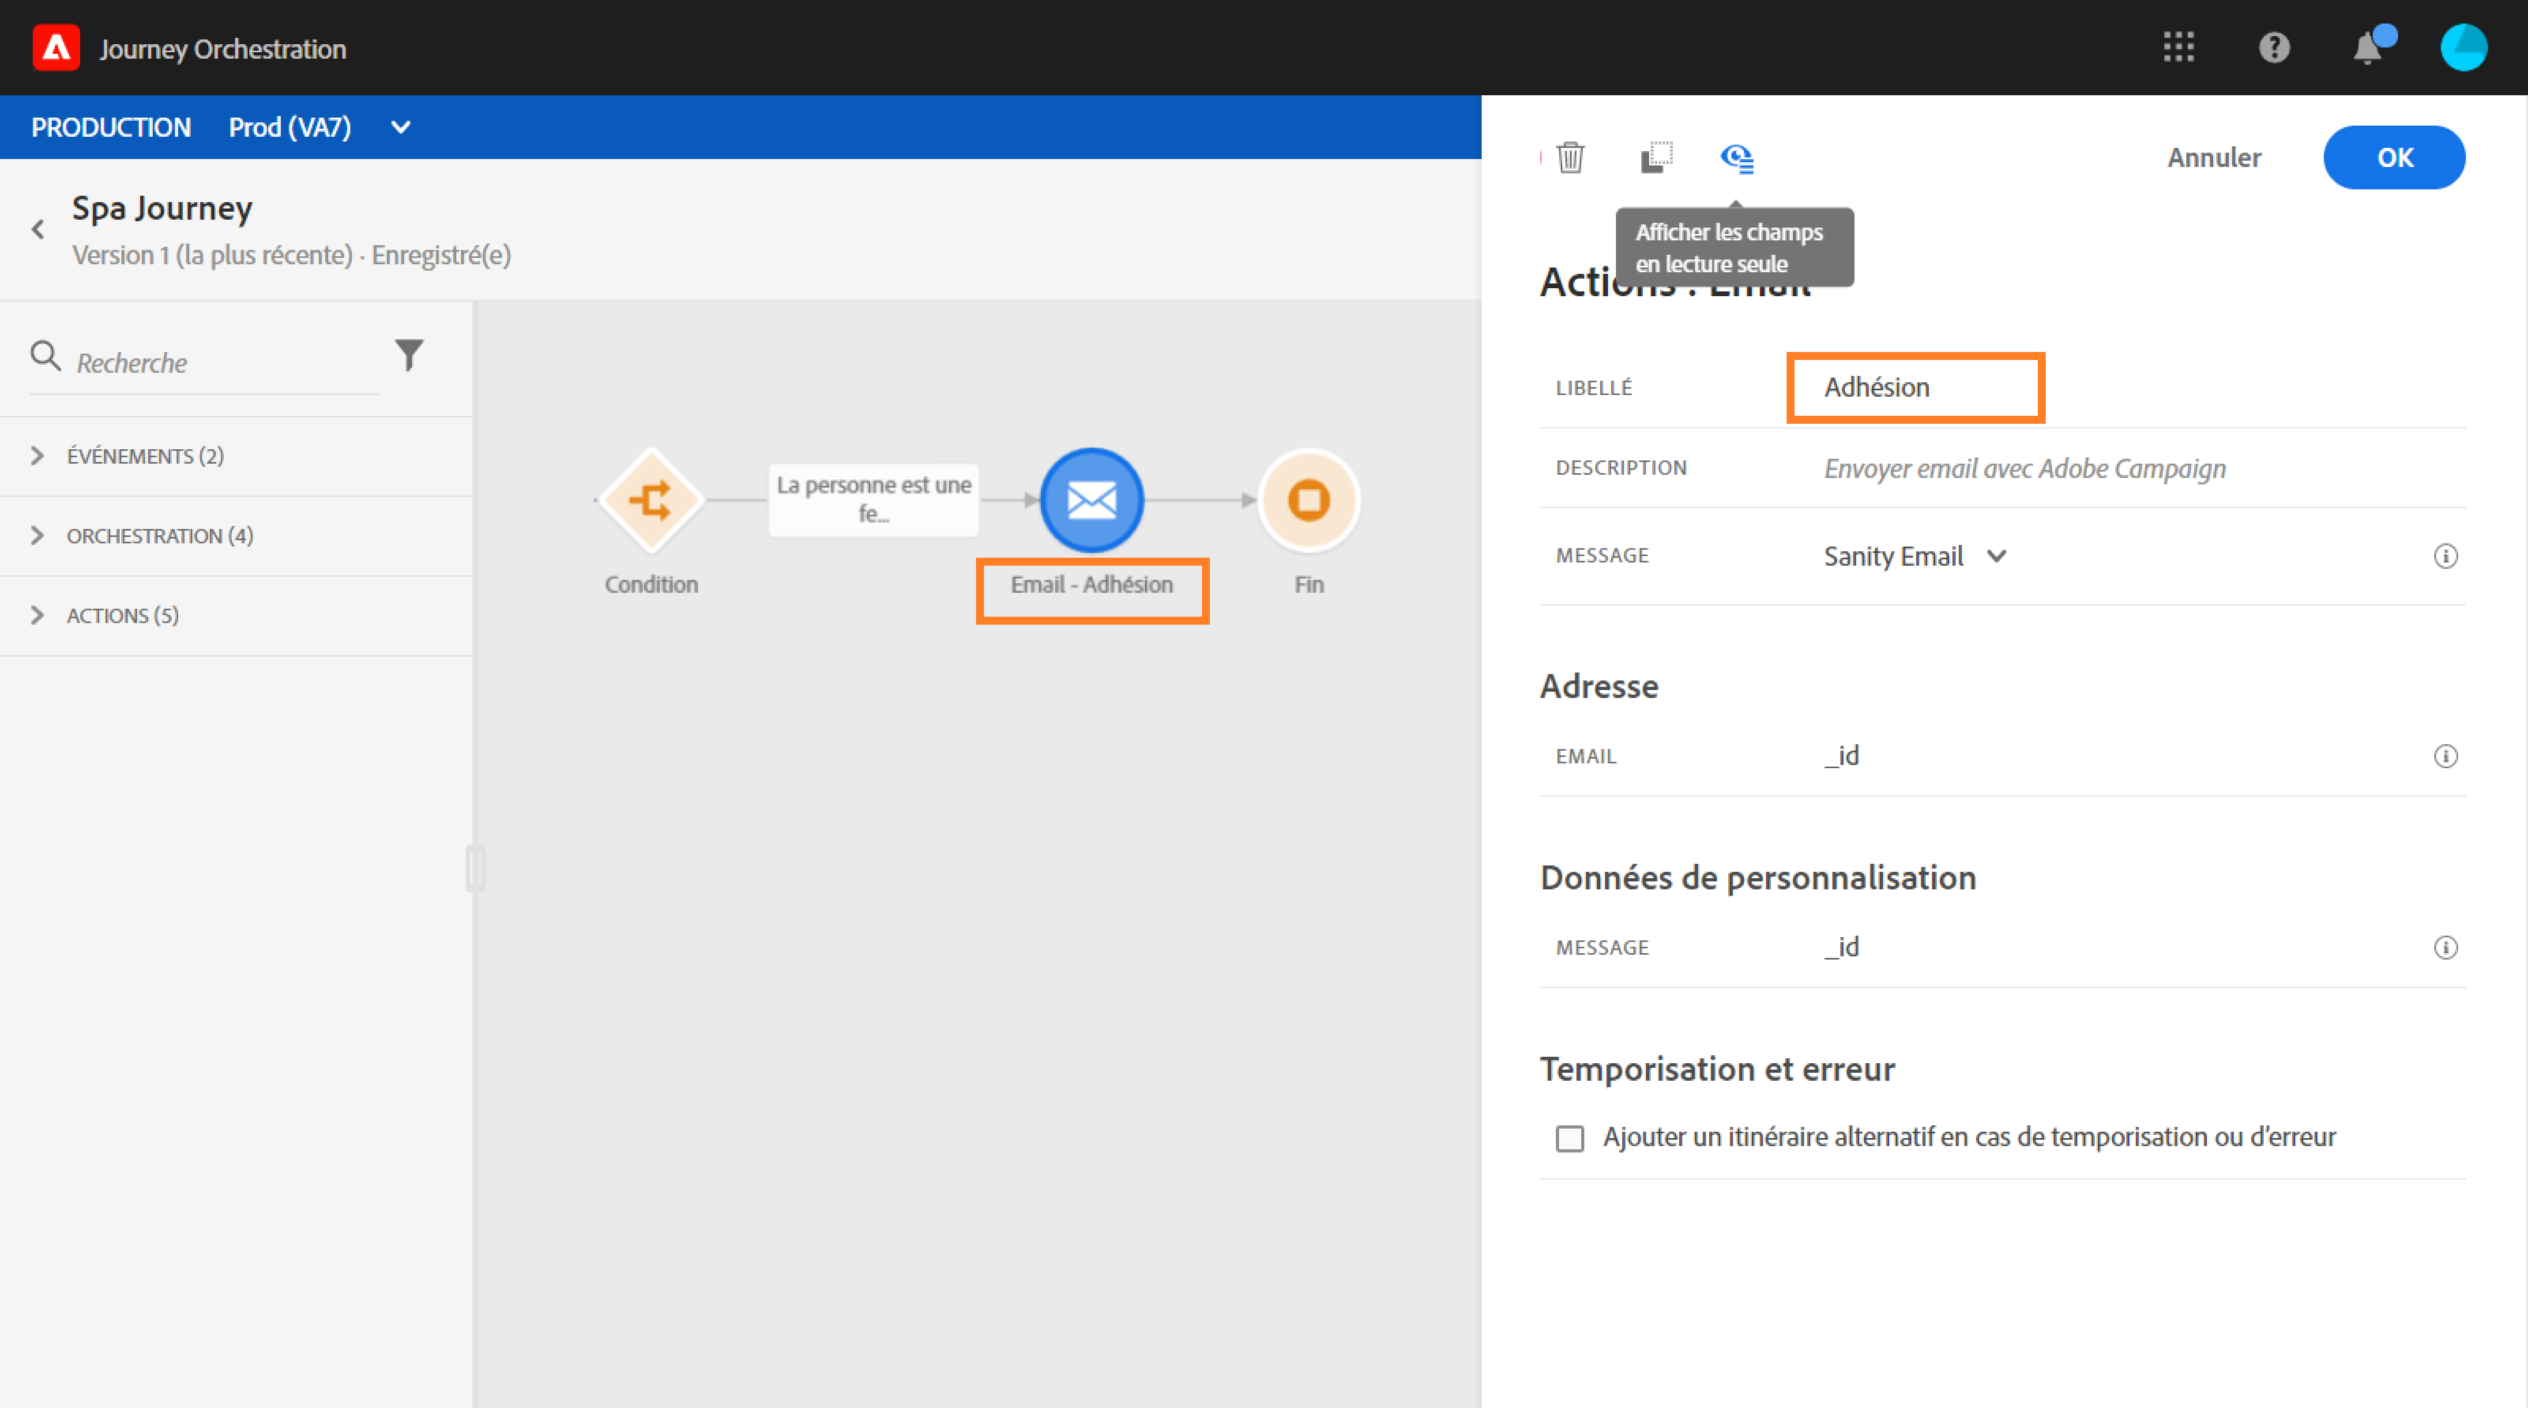 Journey Orchestration
PRODUCTION Prod (VA7)
Annuler
OK
Spa Journey
Version 1 (la plus récente) · Enregistré(e)
Afficher les champs
en lecture seule
Actions : Email
Recherche
ÉVÉNEMENTS (2)
ORCHESTRATION (4)
ACTIONS (5)
La personne est une
fe...
Condition
Email - Adhésion
Fin
LIBELLÉ Adhésion
DESCRIPTION Envoyer email avec Adobe Campaign
MESSAGE Sanity Email
Adresse
EMAIL _id
Données de personnalisation
MESSAGE _id
Temporisation et erreur
Ajouter un itinéraire alternatif en cas de temporisation ou d'erreur